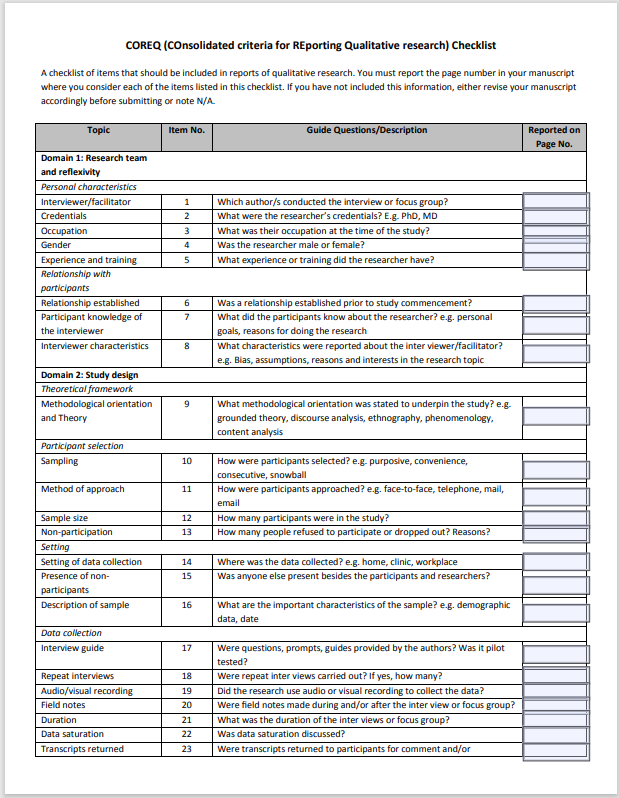 COREQ (COnsolidated criteria for REporting Qualitative research) Checklist
A checklist of items that should be included in reports of qualitative research. You must report the page number in your manuscript
where you consider each of the items listed in this checklist. If you have not included this information, either revise your manuscript
accordingly before submitting or note N/A.
Topic Item No. Guide Questions/Description Reported on
Page No.
Domain 1: Research team
and reflexivity
Personal characteristics
Interviewer/facilitator 1 Which author/s conducted the interview or focus group?
Credentials 2 What were the researcher's credentials? E.g. PhD, MD
Occupation 3 What was their occupation at the time of the study?
Gender 4 Was the researcher male or female?
Experience and training 5 What experience or training did the researcher have?
Relationship with
participants
Relationship established 6 Was a relationship established prior to study commencement?
Participant knowledge of 7 What did the participants know about the researcher? e.g. personal
the interviewer goals, reasons for doing the research
Interviewer characteristics 8 What characteristics were reported about the inter viewer/facilitator?
e.g. Bias, assumptions, reasons and interests in the research topic
Domain 2: Study design
Theoretical framework
Methodological orientation 9 What methodological orientation was stated to underpin the study? e.g.
and Theory grounded theory, discourse analysis, ethnography, phenomenology,
content analysis
Participant selection
Sampling 10 How were participants selected? e.g. purposive, convenience,
consecutive, snowball
Method of approach 11 How were participants approached? e.g. face-to-face, telephone, mail,
email
Sample size 12 How many participants were in the study?
Non-participation 13 How many people refused to participate or dropped out? Reasons?
Setting
Setting of data collection 14 Where was the data collected? e.g. home, clinic, workplace
Presence of non- 15 Was anyone else present besides the participants and researchers?
participants
Description of sample 16 What are the important characteristics of the sample? e.g. demographic
data, date
Data collection
Interview guide 17 Were questions, prompts, guides provided by the authors? Was it pilot
tested?
Repeat interviews 18 Were repeat inter views carried out? If yes, how many?
Audio/visual recording 19 Did the research use audio or visual recording to collect the data?
Field notes 20 Were field notes made during and/or after the inter view or focus group?
Duration 21 What was the duration of the inter views or focus group?
Data saturation 22 Was data saturation discussed?
Transcripts returned 23 Were transcripts returned to participants for comment and/or